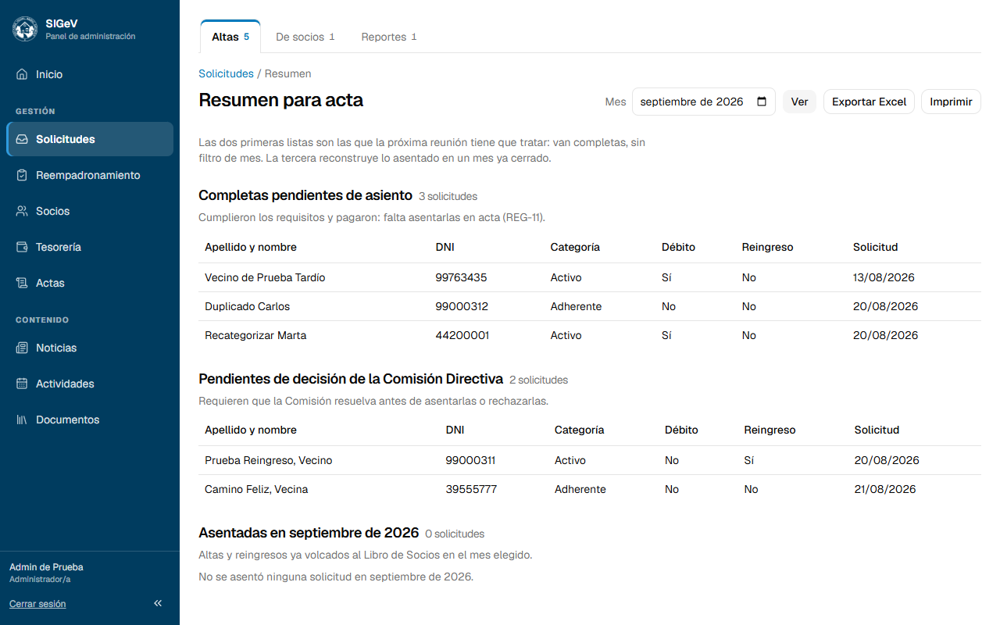 SIGeV
Panel de administración
Inicio
GESTIÓN
Solicitudes
Reempadronamiento
Socios
Tesorería
Actas
CONTENIDO
Noticias
Actividades
Documentos
Admin de Prueba
Administrador/a
Cerrar sesión
Altas 5 De socios 1 Reportes 1
Solicitudes / Resumen
Resumen para acta
Mes septiembre de 2026 Ver Exportar Excel Imprimir
Las dos primeras listas son las que la próxima reunión tiene que tratar: van completas, sin
filtro de mes. La tercera reconstruye lo asentado en un mes ya cerrado.
Completas pendientes de asiento 3 solicitudes
Cumplieron los requisitos y pagaron: falta asentarlas en acta (REG-11).
Apellido y nombre DNI Categoría Débito Reingreso Solicitud
Vecino de Prueba Tardío 99763435 Activo Sí No 13/08/2026
Duplicado Carlos 99000312 Adherente No No 20/08/2026
Recategorizar Marta 44200001 Activo Sí No 20/08/2026
Pendientes de decisión de la Comisión Directiva 2 solicitudes
Requieren que la Comisión resuelva antes de asentarlas o rechazarlas.
Apellido y nombre DNI Categoría Débito Reingreso Solicitud
Prueba Reingreso, Vecino 99000311 Activo No Sí 20/08/2026
Camino Feliz, Vecina 39555777 Adherente No No 21/08/2026
Asentadas en septiembre de 2026 0 solicitudes
Altas y reingresos ya volcados al Libro de Socios en el mes elegido.
No se asentó ninguna solicitud en septiembre de 2026.